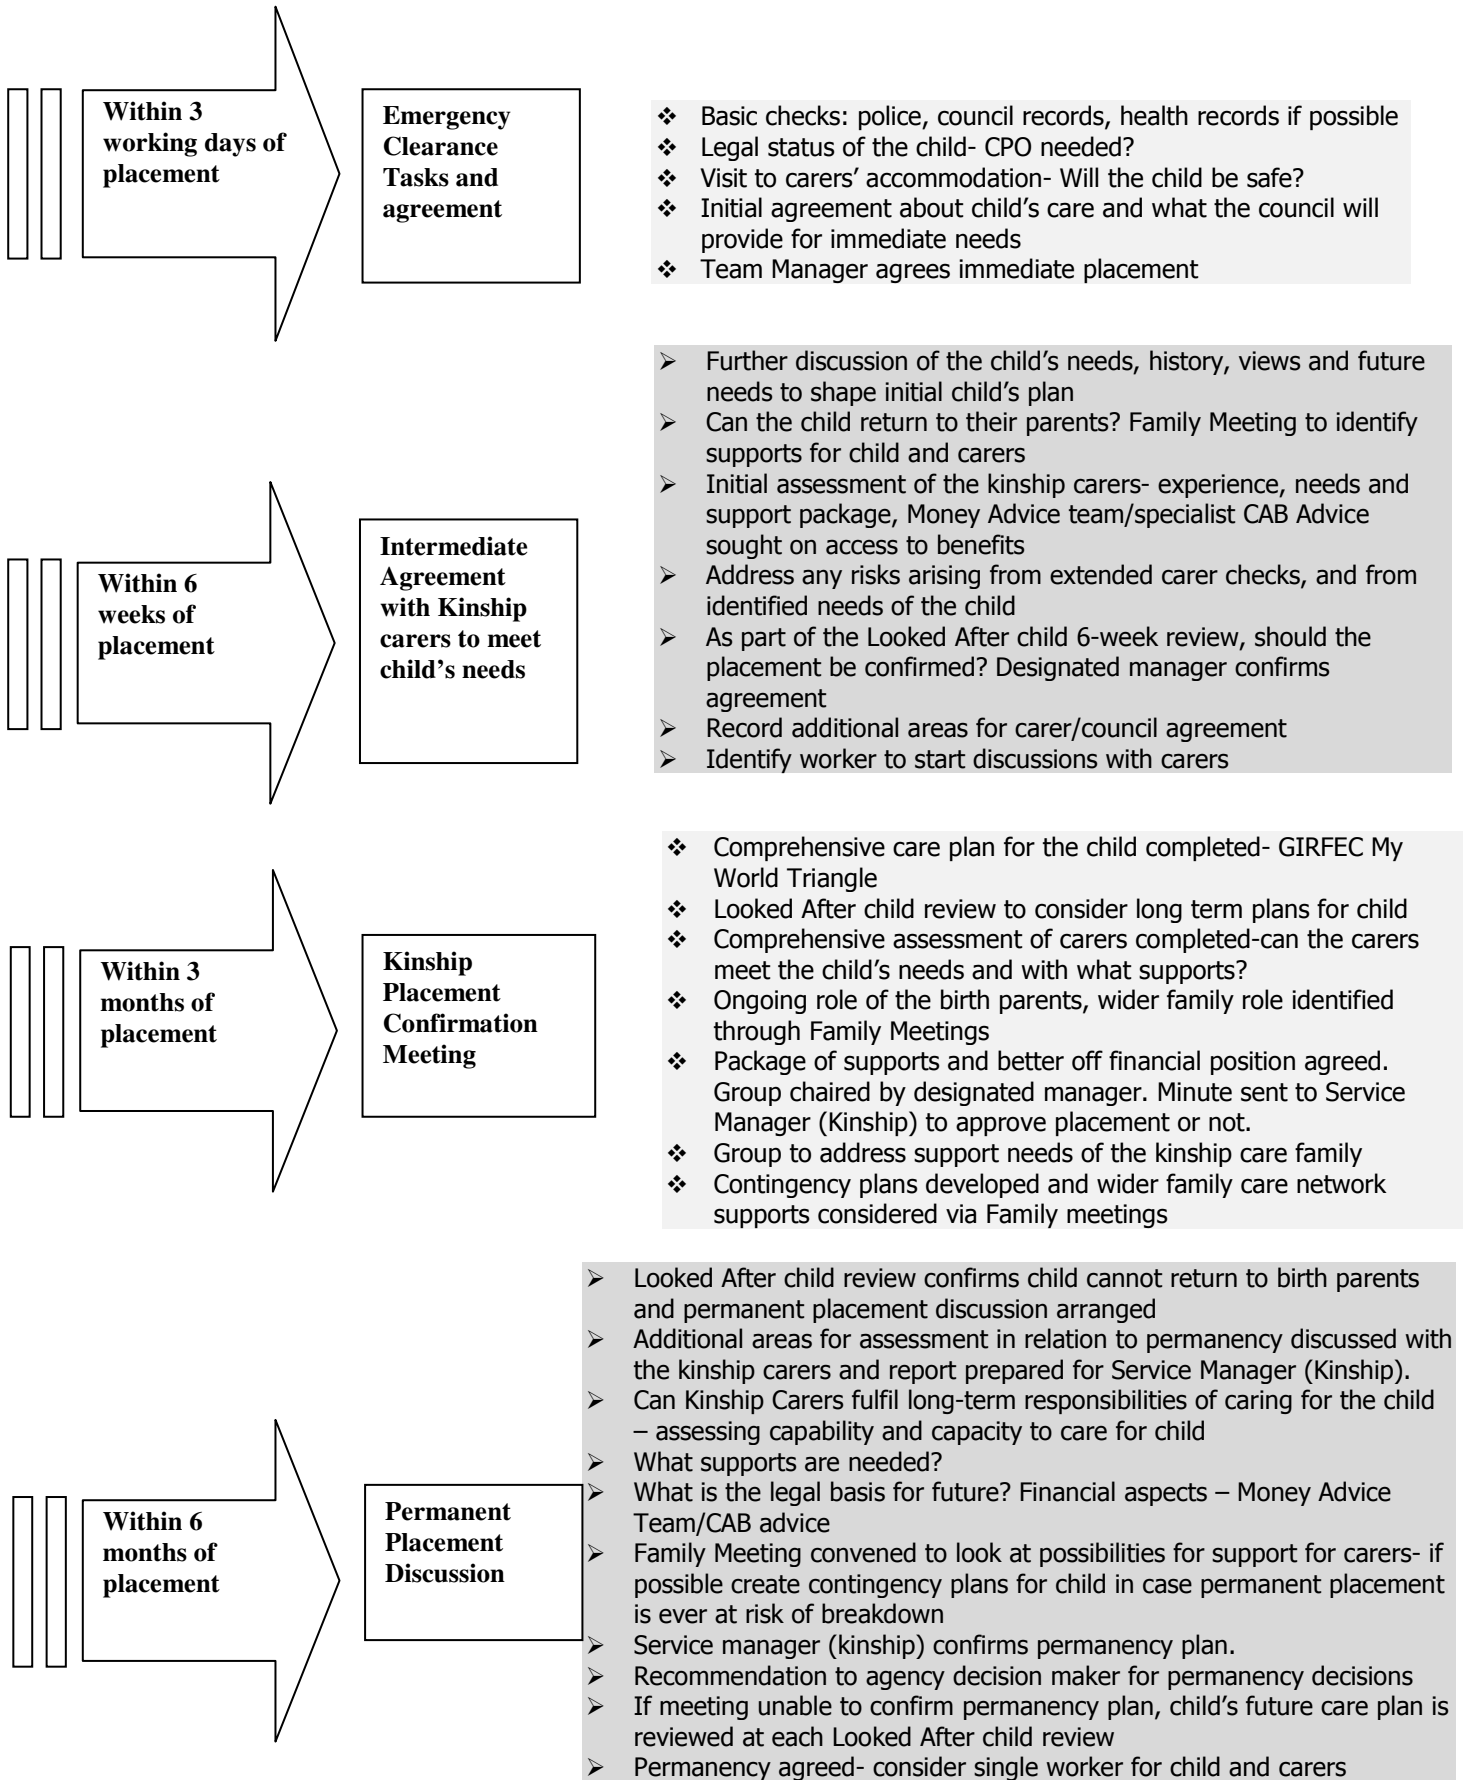 Within 3
working days of
placement
Emergency
Clearance
Tasks and
agreement
❖ Basic checks: police, council records, health records if possible
❖ Legal status of the child- CPO needed?
❖ Visit to carers’ accommodation- Will the child be safe?
❖ Initial agreement about child’s care and what the council will
provide for immediate needs
❖ Team Manager agrees immediate placement
Within 6
weeks of
placement
Intermediate
Agreement
with Kinship
carers to meet
child’s needs
➢ Further discussion of the child’s needs, history, views and future
needs to shape initial child’s plan
➢ Can the child return to their parents? Family Meeting to identify
supports for child and carers
➢ Initial assessment of the kinship carers- experience, needs and
support package, Money Advice team/specialist CAB Advice
sought on access to benefits
➢ Address any risks arising from extended carer checks, and from
identified needs of the child
➢ As part of the Looked After child 6-week review, should the
placement be confirmed? Designated manager confirms
agreement
➢ Record additional areas for carer/council agreement
➢ Identify worker to start discussions with carers
Within 3
months of
placement
Kinship
Placement
Confirmation
Meeting
❖ Comprehensive care plan for the child completed- GIRFEC My
World Triangle
❖ Looked After child review to consider long term plans for child
❖ Comprehensive assessment of carers completed-can the carers
meet the child’s needs and with what supports?
❖ Ongoing role of the birth parents, wider family role identified
through Family Meetings
❖ Package of supports and better off financial position agreed.
Group chaired by designated manager. Minute sent to Service
Manager (Kinship) to approve placement or not.
❖ Group to address support needs of the kinship care family
❖ Contingency plans developed and wider family care network
supports considered via Family meetings
Within 6
months of
placement
Permanent
Placement
Discussion
➢ Looked After child review confirms child cannot return to birth parents
and permanent placement discussion arranged
➢ Additional areas for assessment in relation to permanency discussed with
the kinship carers and report prepared for Service Manager (Kinship).
➢ Can Kinship Carers fulfil long-term responsibilities of caring for the child
– assessing capability and capacity to care for child
➢ What supports are needed?
➢ What is the legal basis for future? Financial aspects – Money Advice
Team/CAB advice
➢ Family Meeting convened to look at possibilities for support for carers- if
possible create contingency plans for child in case permanent placement
is ever at risk of breakdown
➢ Service manager (kinship) confirms permanency plan.
➢ Recommendation to agency decision maker for permanency decisions
➢ If meeting unable to confirm permanency plan, child’s future care plan is
reviewed at each Looked After child review
➢ Permanency agreed- consider single worker for child and carers